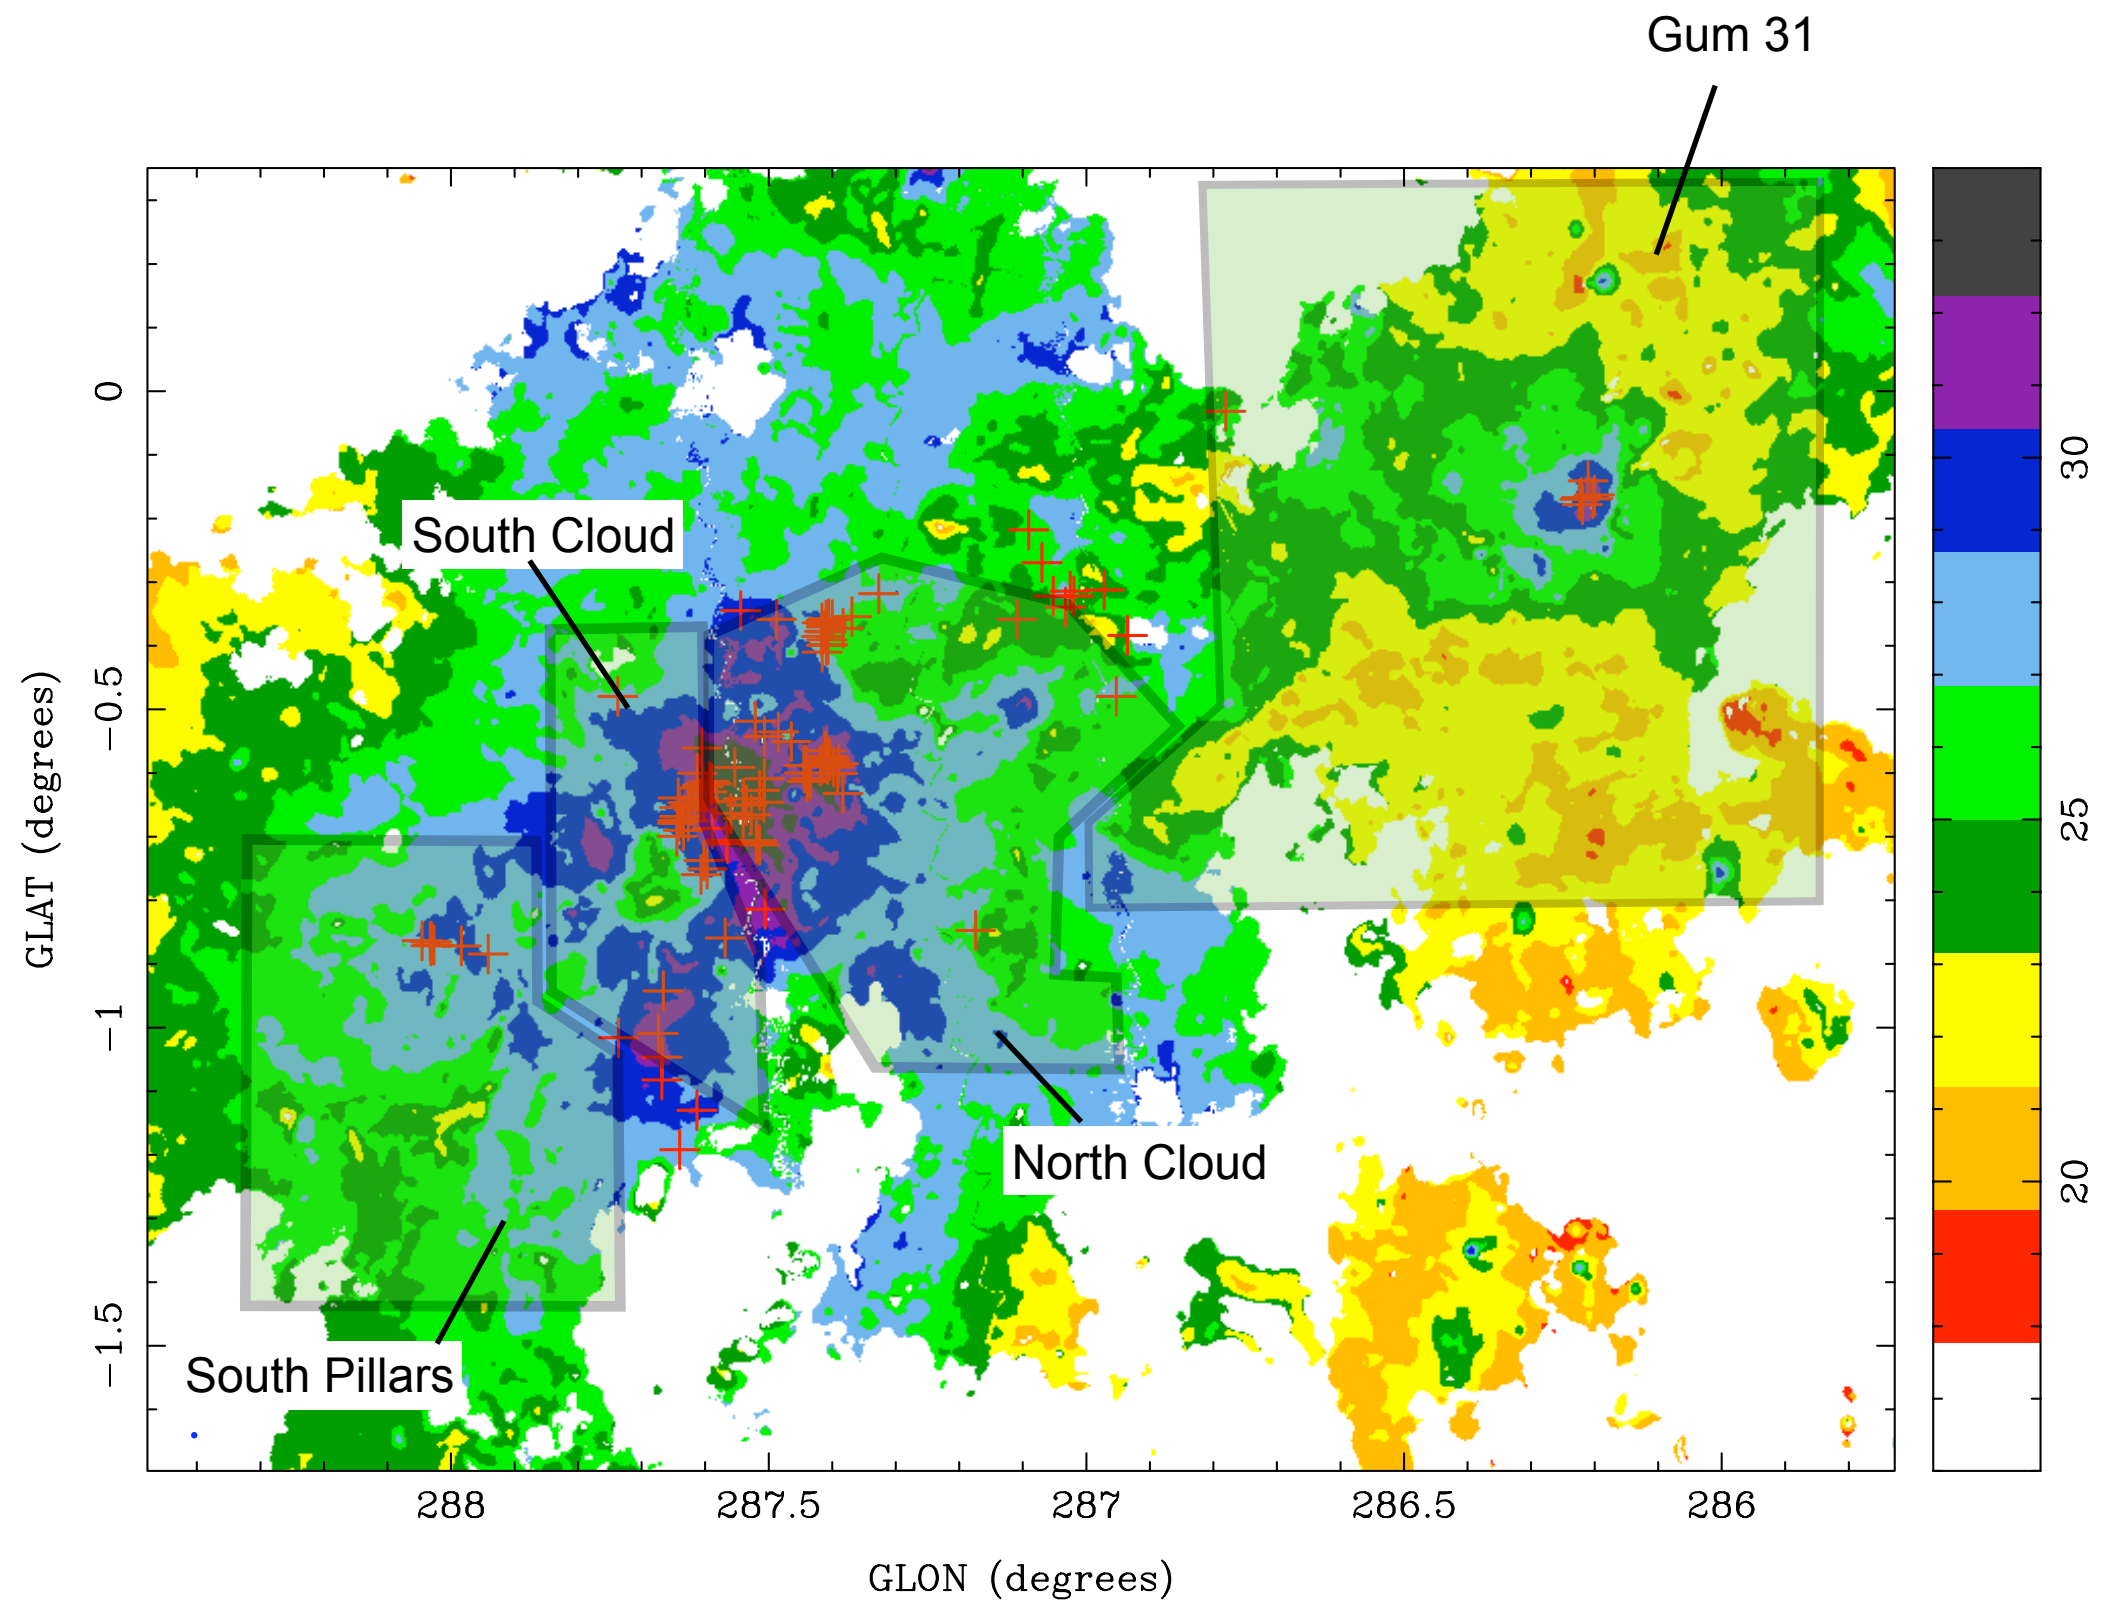 Gum 31
South Cloud
North Cloud
South Pillars
0
−0.5
−1
−1.5
GLAT (degrees)
288
287.5
287
286.5
286
GLON (degrees)
30
25
20